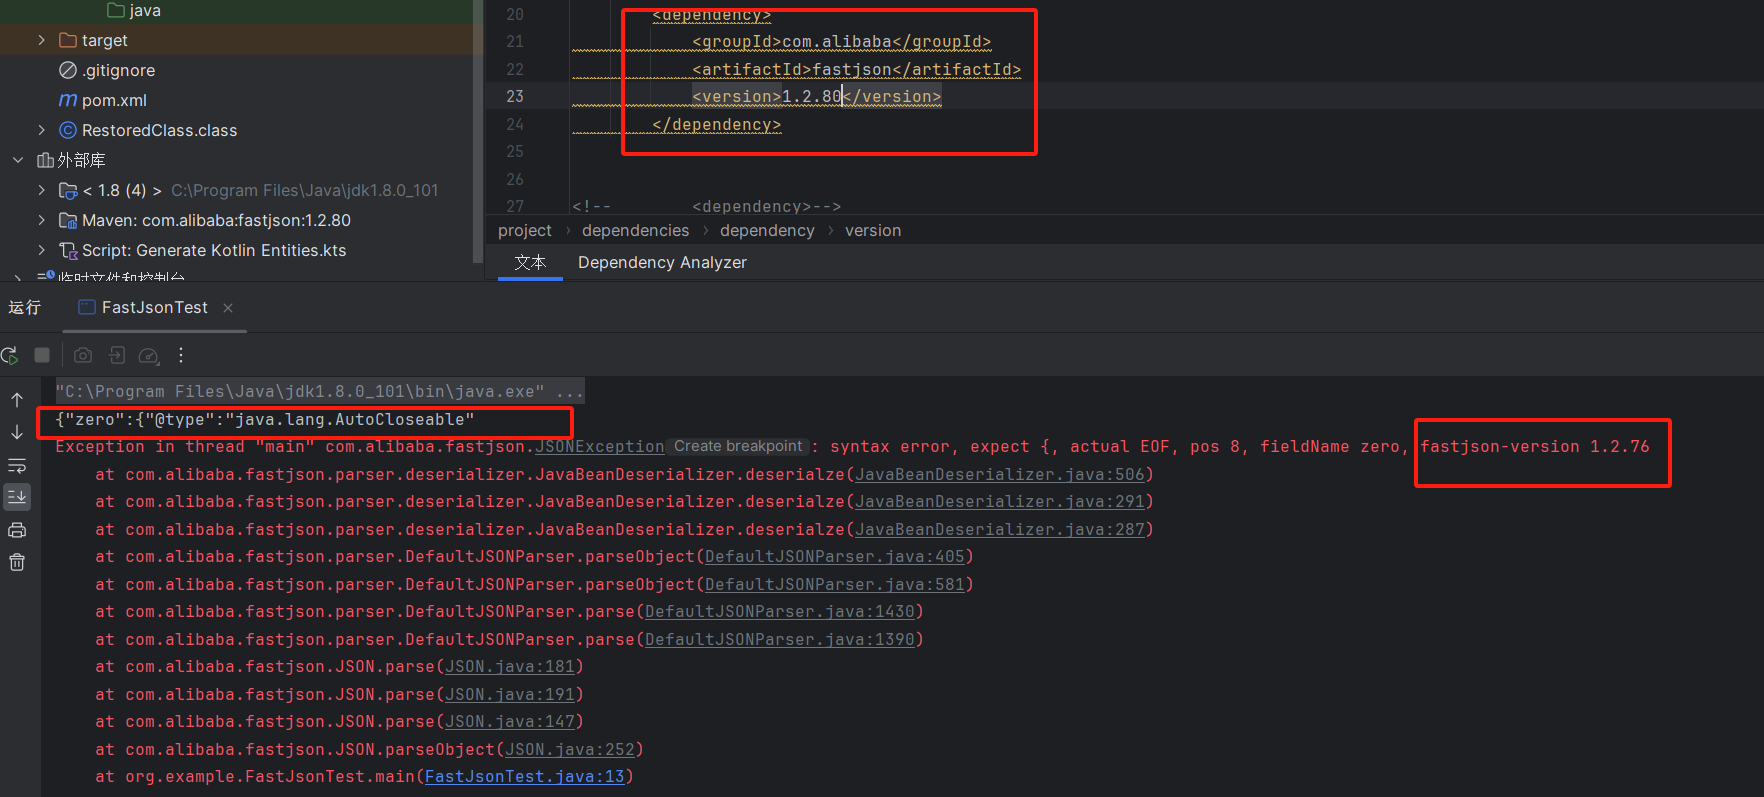 java
target
.gitignore
pom.xml
RestoredClass.class
外部库
< 1.8 (4) > C:\Program Files\Java\jdk1.8.0_101
Maven: com.alibaba:fastjson:1.2.80
Script: Generate Kotlin Entities.kts
临时文件和控制台
20 <dependency>
21 <groupId>com.alibaba</groupId>
22 <artifactId>fastjson</artifactId>
23 <version>1.2.80</version>
24 </dependency>
25
26
27 <!-- <dependency>-->
project › dependencies › dependency › version
文本 Dependency Analyzer
运行 FastJsonTest ×
"C:\Program Files\Java\jdk1.8.0_101\bin\java.exe" ...
{"zero":{"@type":"java.lang.AutoCloseable"
Exception in thread "main" com.alibaba.fastjson.JSONException Create breakpoint : syntax error, expect {, actual EOF, pos 8, fieldName zero, fastjson-version 1.2.76
at com.alibaba.fastjson.parser.deserializer.JavaBeanDeserializer.deserialze(JavaBeanDeserializer.java:506)
at com.alibaba.fastjson.parser.deserializer.JavaBeanDeserializer.deserialze(JavaBeanDeserializer.java:291)
at com.alibaba.fastjson.parser.deserializer.JavaBeanDeserializer.deserialze(JavaBeanDeserializer.java:287)
at com.alibaba.fastjson.parser.DefaultJSONParser.parseObject(DefaultJSONParser.java:405)
at com.alibaba.fastjson.parser.DefaultJSONParser.parseObject(DefaultJSONParser.java:581)
at com.alibaba.fastjson.parser.DefaultJSONParser.parse(DefaultJSONParser.java:1430)
at com.alibaba.fastjson.parser.DefaultJSONParser.parse(DefaultJSONParser.java:1390)
at com.alibaba.fastjson.JSON.parse(JSON.java:181)
at com.alibaba.fastjson.JSON.parse(JSON.java:191)
at com.alibaba.fastjson.JSON.parse(JSON.java:147)
at com.alibaba.fastjson.JSON.parseObject(JSON.java:252)
at org.example.FastJsonTest.main(FastJsonTest.java:13)